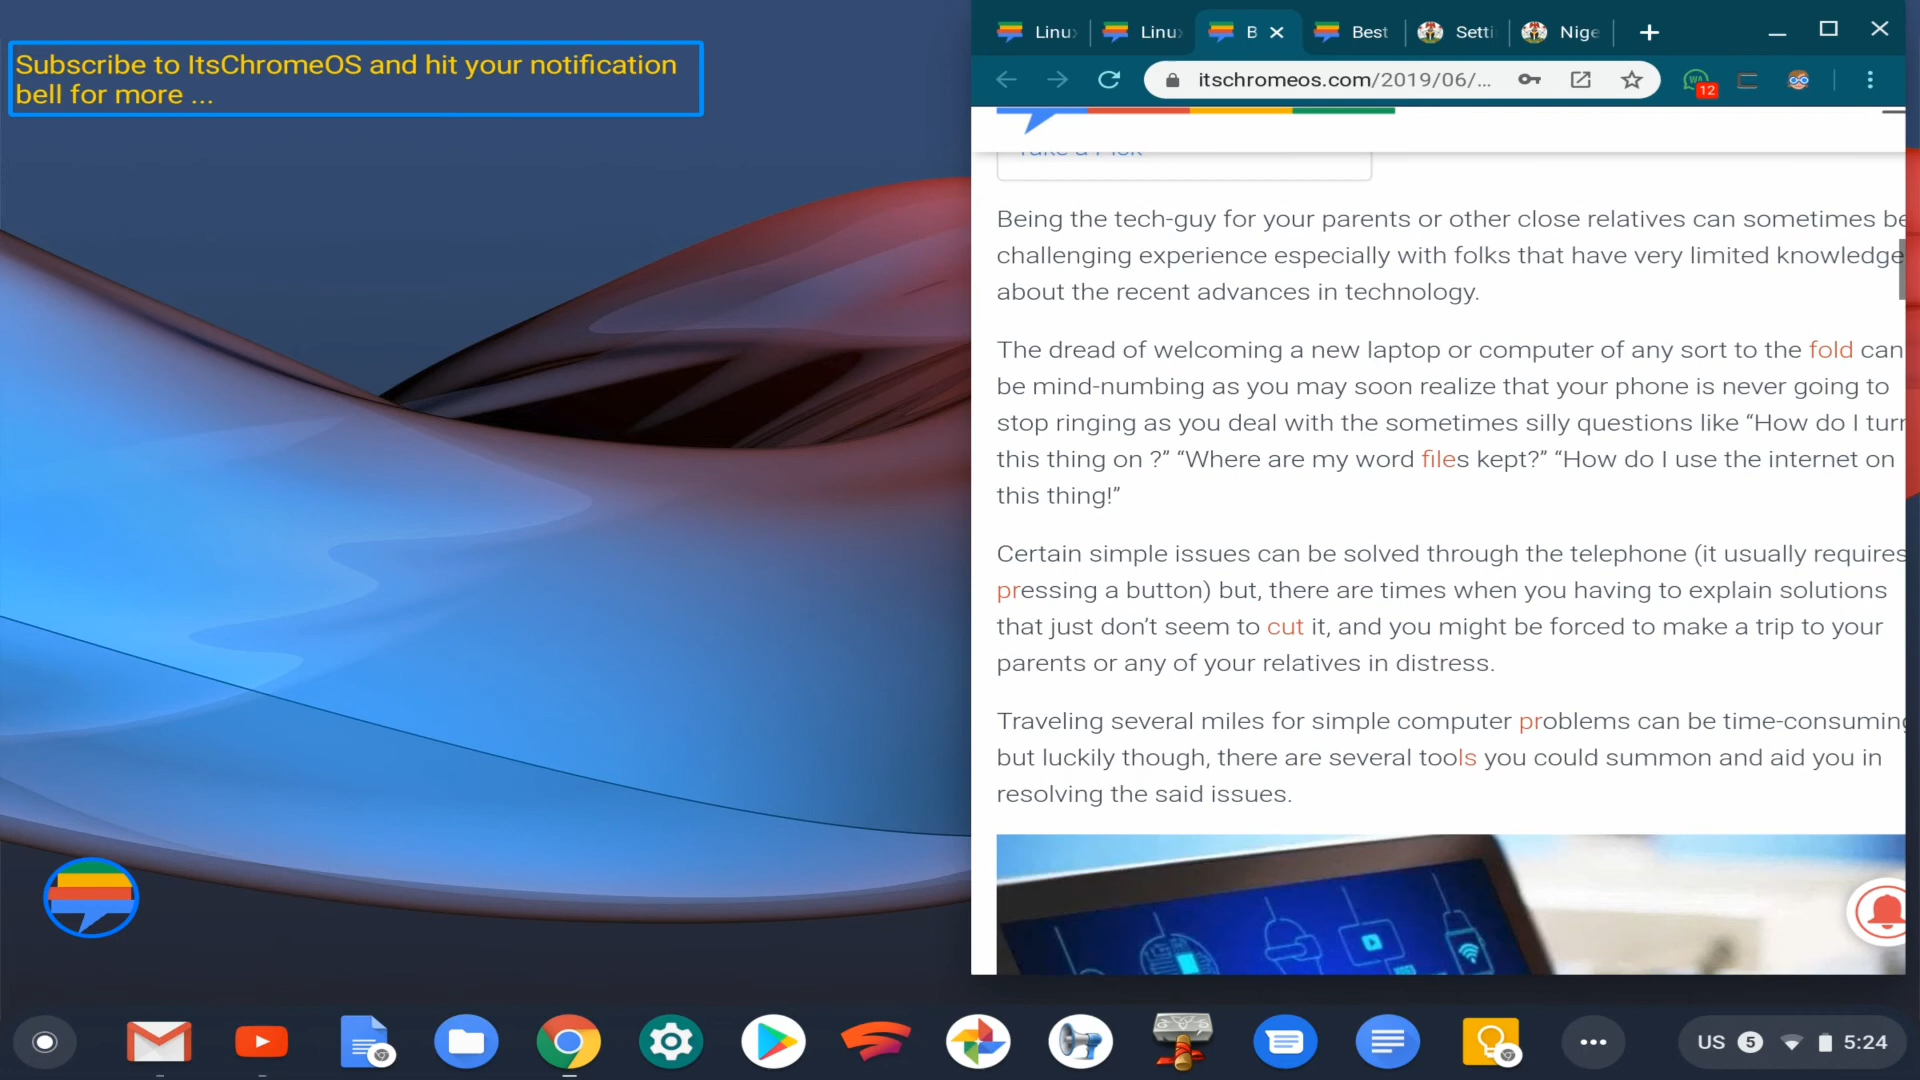 Subscribe to ItsChromeOS and hit your notification
bell for more ...
Linux
Linux
B
Best
Setti
Nige
itschromeos.com/2019/06/...
12
Being the tech-guy for your parents or other close relatives can sometimes be
challenging experience especially with folks that have very limited knowledge
about the recent advances in technology.
The dread of welcoming a new laptop or computer of any sort to the fold can
be mind-numbing as you may soon realize that your phone is never going to
stop ringing as you deal with the sometimes silly questions like “How do I turn
this thing on ?” “Where are my word files kept?” “How do I use the internet on
this thing!”
Certain simple issues can be solved through the telephone (it usually requires
pressing a button) but, there are times when you having to explain solutions
that just don’t seem to cut it, and you might be forced to make a trip to your
parents or any of your relatives in distress.
Traveling several miles for simple computer problems can be time-consuming
but luckily though, there are several tools you could summon and aid you in
resolving the said issues.
US 5 5:24